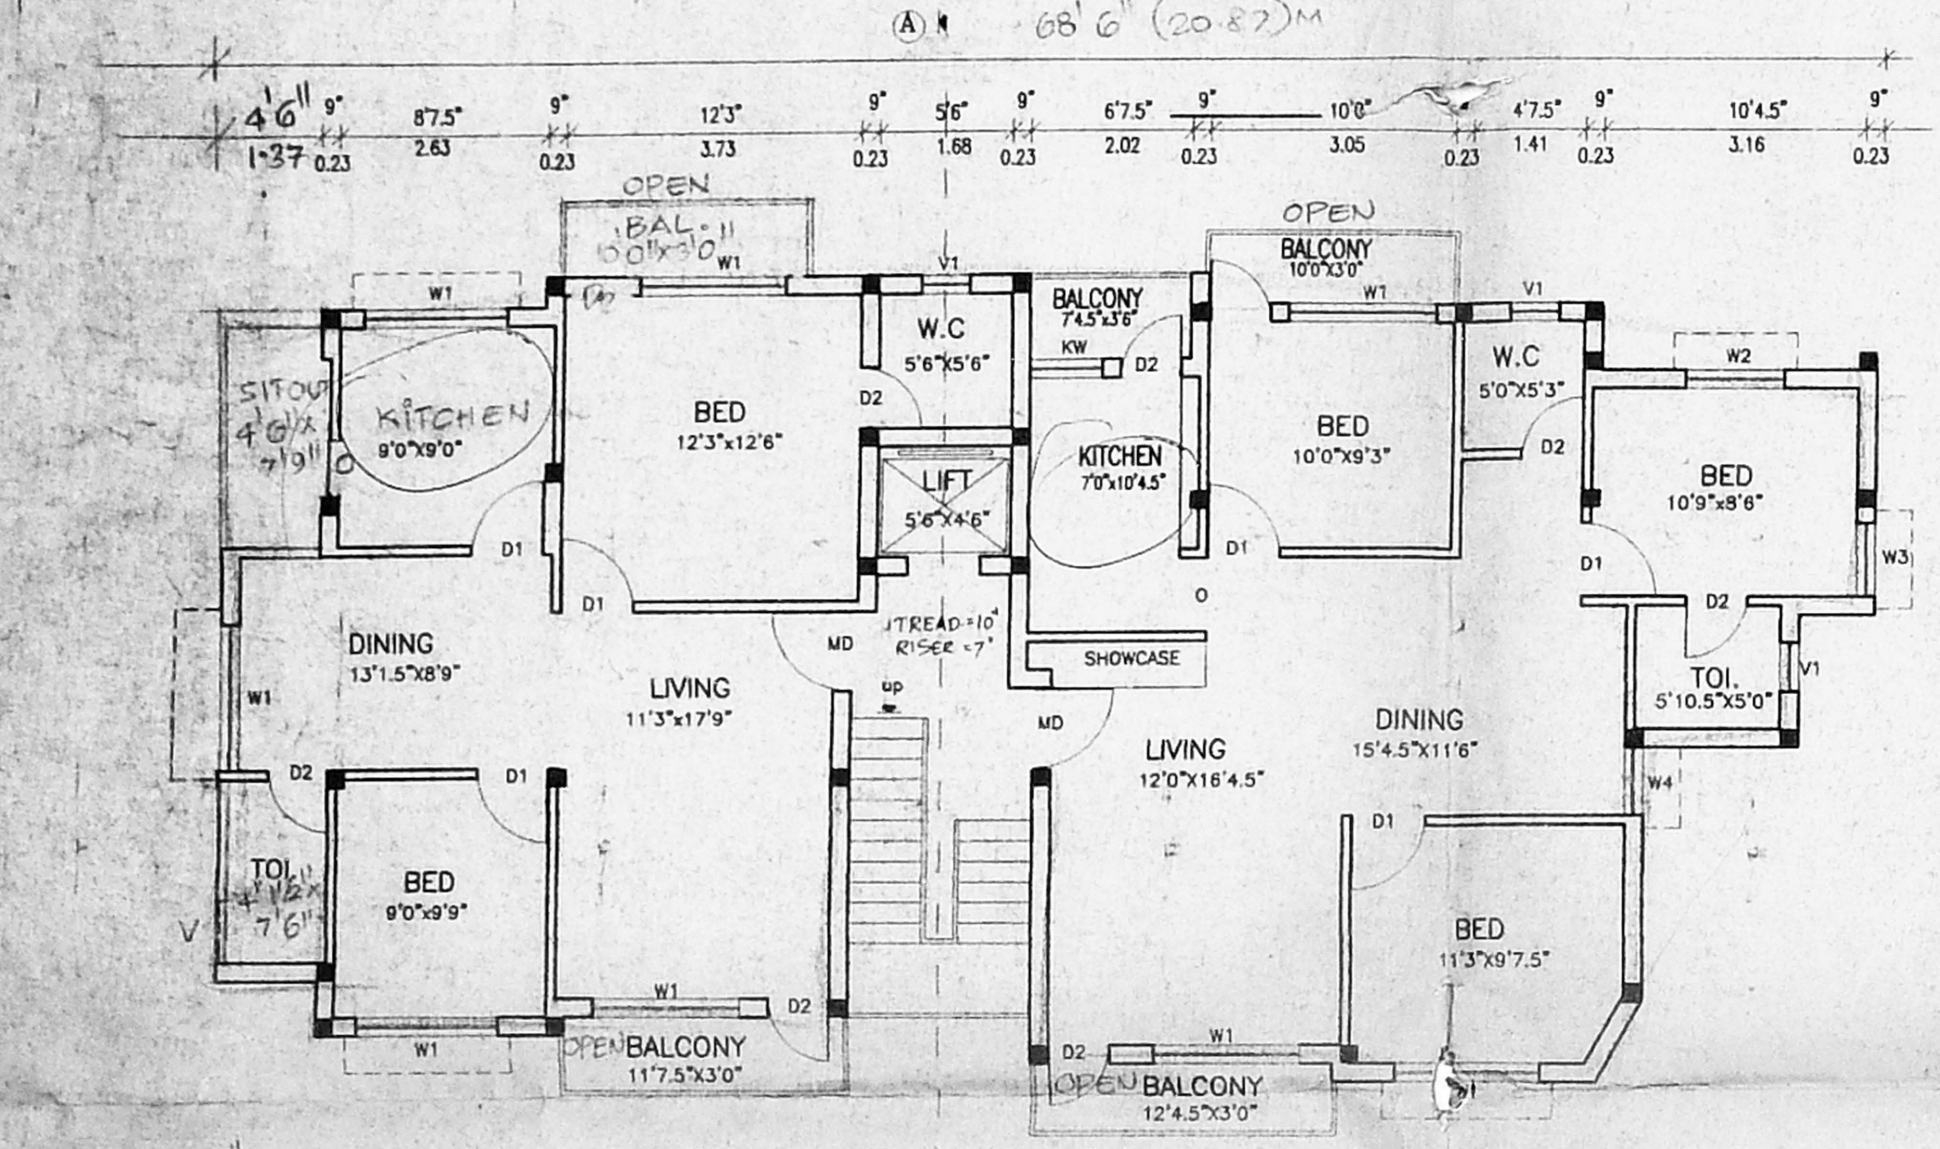 A
68'6" (20.87)M
4'6" 9" 8'7.5" 9" 12'3" 9" 5'6" 9" 6'7.5" 9" 10'0" 4'7.5" 9" 10'4.5" 9"
1.37 0.23 2.63 0.23 3.73 0.23 1.68 0.23 2.02 0.23 3.05 0.23 1.41 0.23 3.16 0.23
OPEN
BAL.
W1
OPEN
BALCONY
10'0"X3'0"
W1
V1
W1
V1
BALCONY
7'4.5"x3'6"
KW
D2
W2
SITOUT
4'6"X
7'9"
KITCHEN
9'0"X9'0"
O
BED
12'3"x12'6"
W.C
5'6"X5'6"
D2
LIFT
5'6"X4'6"
KITCHEN
7'0"x10'4.5"
BED
10'0"X9'3"
W.C
5'0"X5'3"
D2
BED
10'9"x8'6"
W3
D1
D1
D1
D1
D2
O
TREAD=10"
RISER=7"
MD
up
SHOWCASE
MD
DINING
13'1.5"X8'9"
W1
LIVING
11'3"x17'9"
LIVING
12'0"X16'4.5"
DINING
15'4.5"X11'6"
TOI.
5'10.5"X5'0"
V1
W4
D2
D1
D1
TOI.
7'6"
V
BED
9'0"x9'9"
BED
11'3"X9'7.5"
W1
D2
W1
OPEN BALCONY
11'7.5"X3'0"
D2
W1
OPEN BALCONY
12'4.5"X3'0"